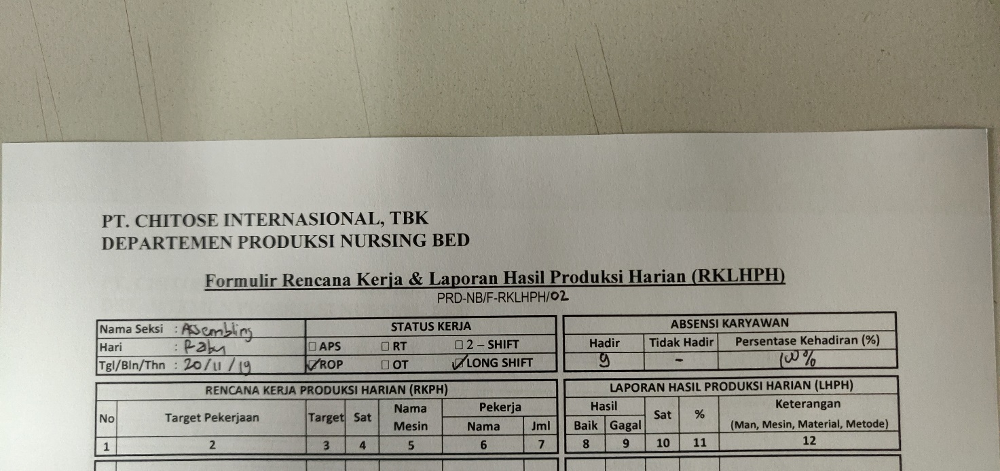 PT. CHITOSE INTERNASIONAL, TBK
DEPARTEMEN PRODUKSI NURSING BED
Formulir Rencana Kerja & Laporan Hasil Produksi Harian (RKLHPH)
PRD-NB/F-RKLHPH/02
Nama Seksi : Assembling
Hari : Rabu
Tgl/Bln/Thn : 20/11/19
STATUS KERJA
☐ APS ☐ RT ☐ 2 – SHIFT
☑ ROP ☐ OT ☑ LONG SHIFT
ABSENSI KARYAWAN
Hadir Tidak Hadir Persentase Kehadiran (%)
9 - 100%
RENCANA KERJA PRODUKSI HARIAN (RKPH)
No Target Pekerjaan Target Sat Nama Mesin Pekerja
Nama Jml
1 2 3 4 5 6 7
LAPORAN HASIL PRODUKSI HARIAN (LHPH)
Hasil Sat % Keterangan
Baik Gagal (Man, Mesin, Material, Metode)
8 9 10 11 12